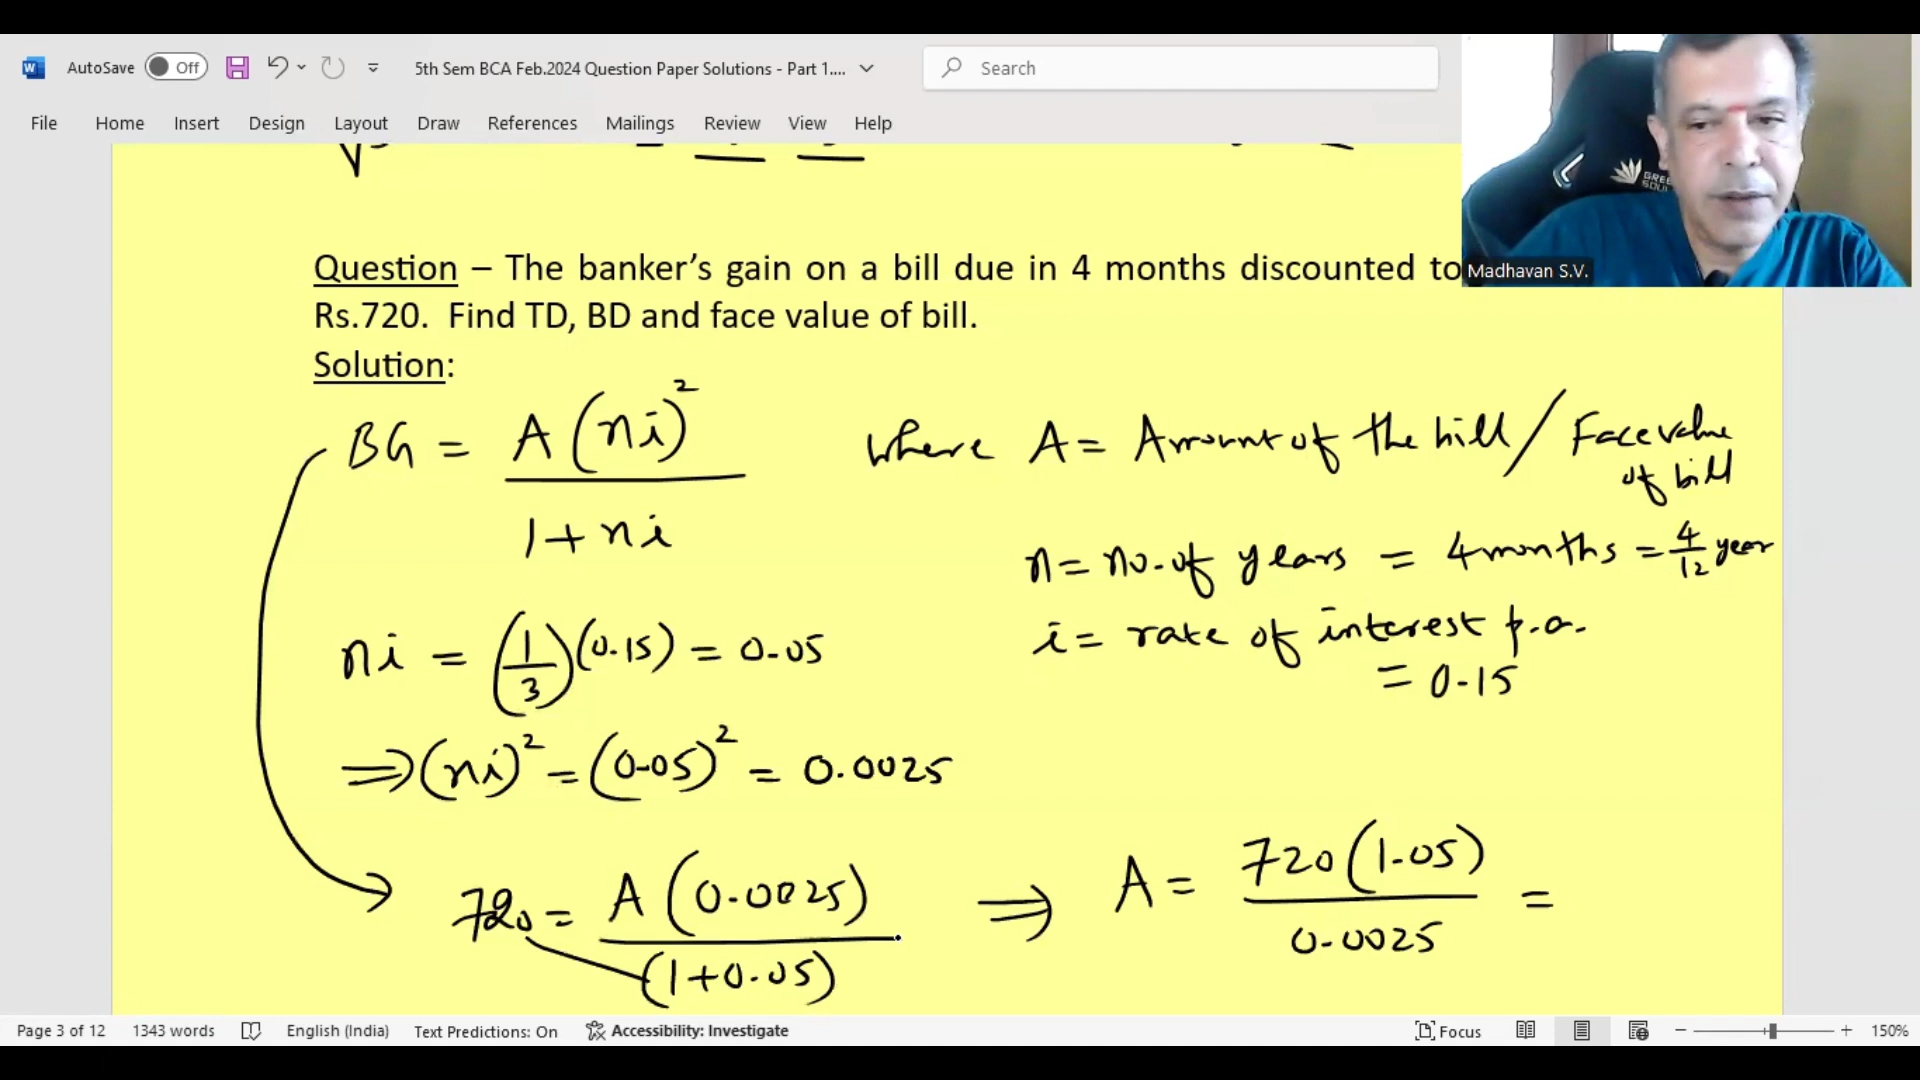 AutoSave Off 5th Sem BCA Feb.2024 Question Paper Solutions - Part 1.... Search
File Home Insert Design Layout Draw References Mailings Review View Help
GREE
SOUL
Madhavan S.V.
Question – The banker's gain on a bill due in 4 months discounted to
Rs.720. Find TD, BD and face value of bill.
Solution:
BG = A(ni)² / 1 + ni where A = Amount of the bill / Face value
of bill
n = no. of years = 4 months = 4/12 year
i = rate of interest p.a.
= 0.15
ni = (1/3)(0.15) = 0.05
⇒ (ni)² = (0.05)² = 0.0025
720 = A(0.0025) / (1+0.05) ⇒ A = 720(1.05) / 0.0025 =
Page 3 of 12 1343 words English (India) Text Predictions: On Accessibility: Investigate Focus 150%